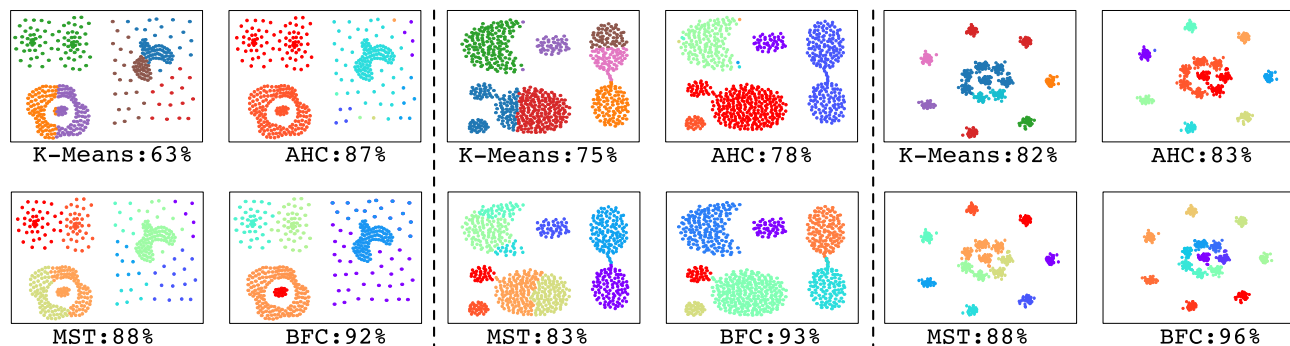 K-Means:63%
AHC:87%
K-Means:75%
AHC:78%
K-Means:82%
AHC:83%
MST:88%
BFC:92%
MST:83%
BFC:93%
MST:88%
BFC:96%